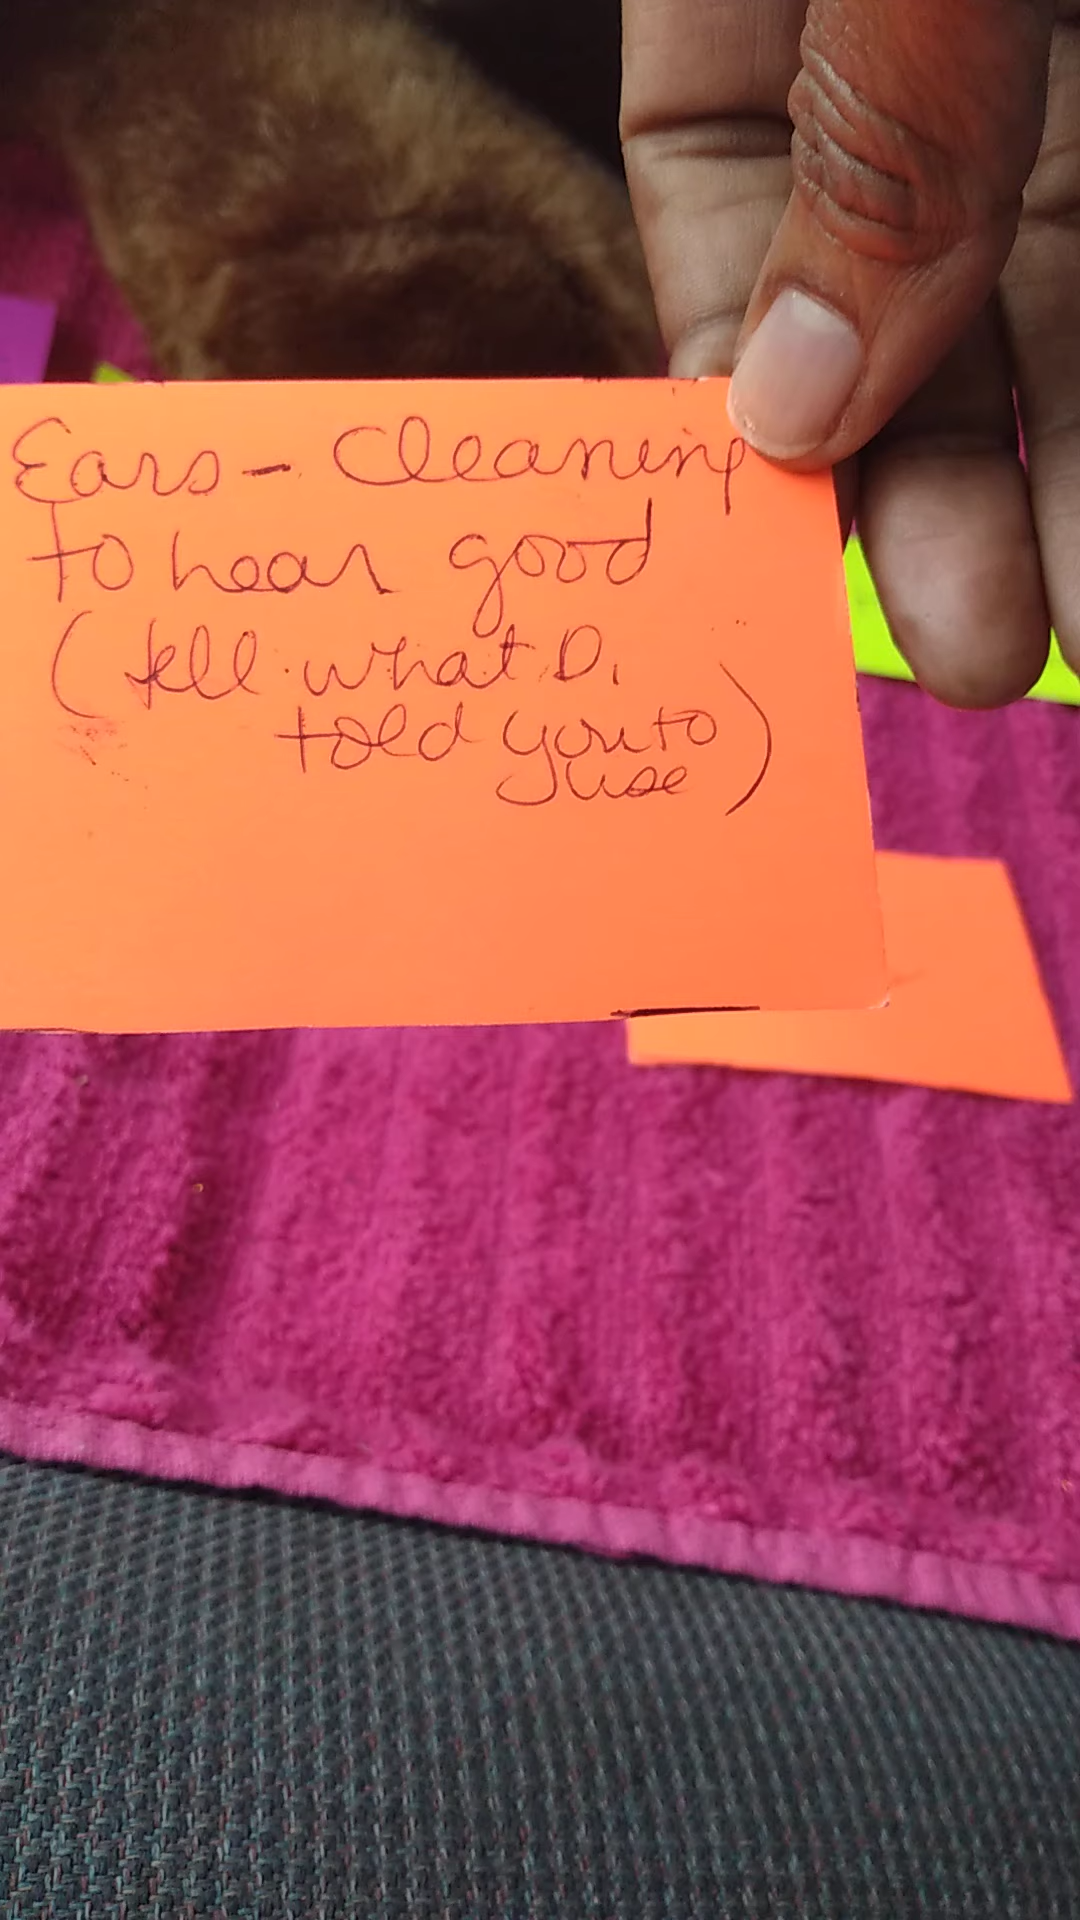 Ears - Cleaning
to hear good
(tell what D.
told you to
use)